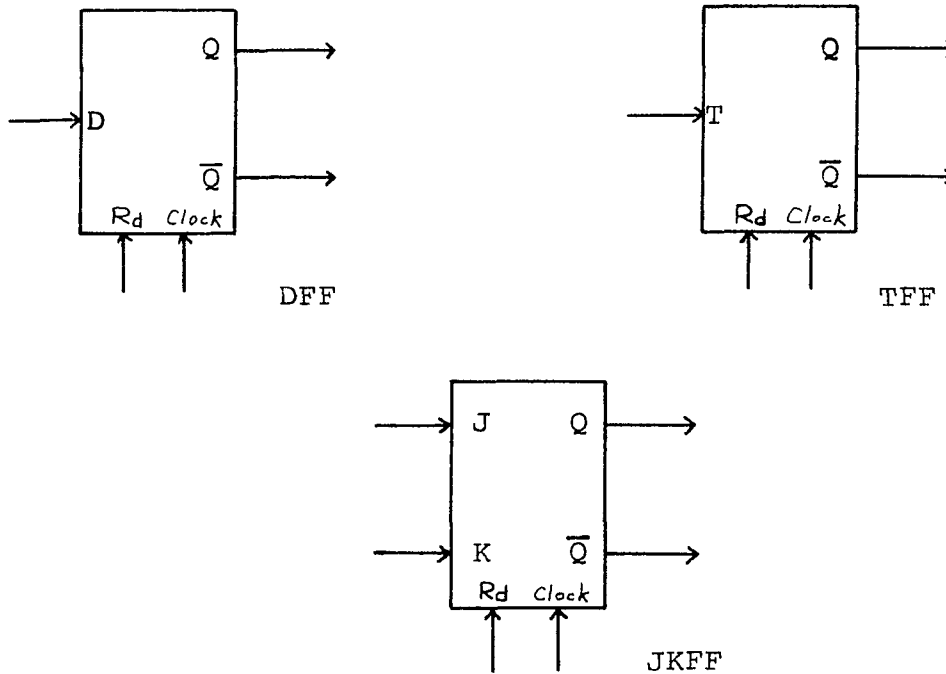 Q
D
Q̅
Rd Clock
DFF
Q
T
Q̅
Rd Clock
TFF
J Q
K Q̅
Rd Clock
JKFF